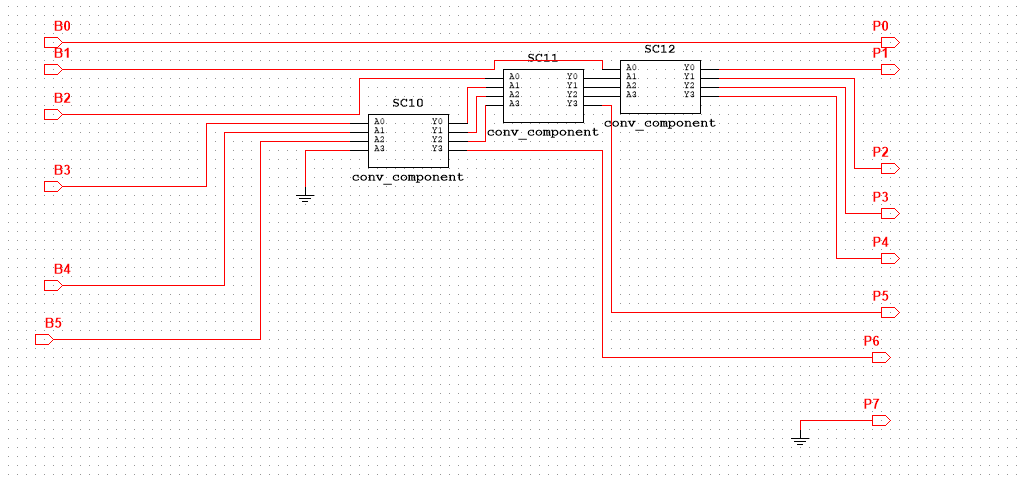 B0
P0
B1
SC11
SC12
P1
A0 Y0
A1 Y1
A2 Y2
A3 Y3
conv_component
A0 Y0
A1 Y1
A2 Y2
A3 Y3
conv_component
B2
SC10
A0 Y0
A1 Y1
A2 Y2
A3 Y3
conv_component
P2
B3
P3
P4
B4
P5
B5
P6
P7